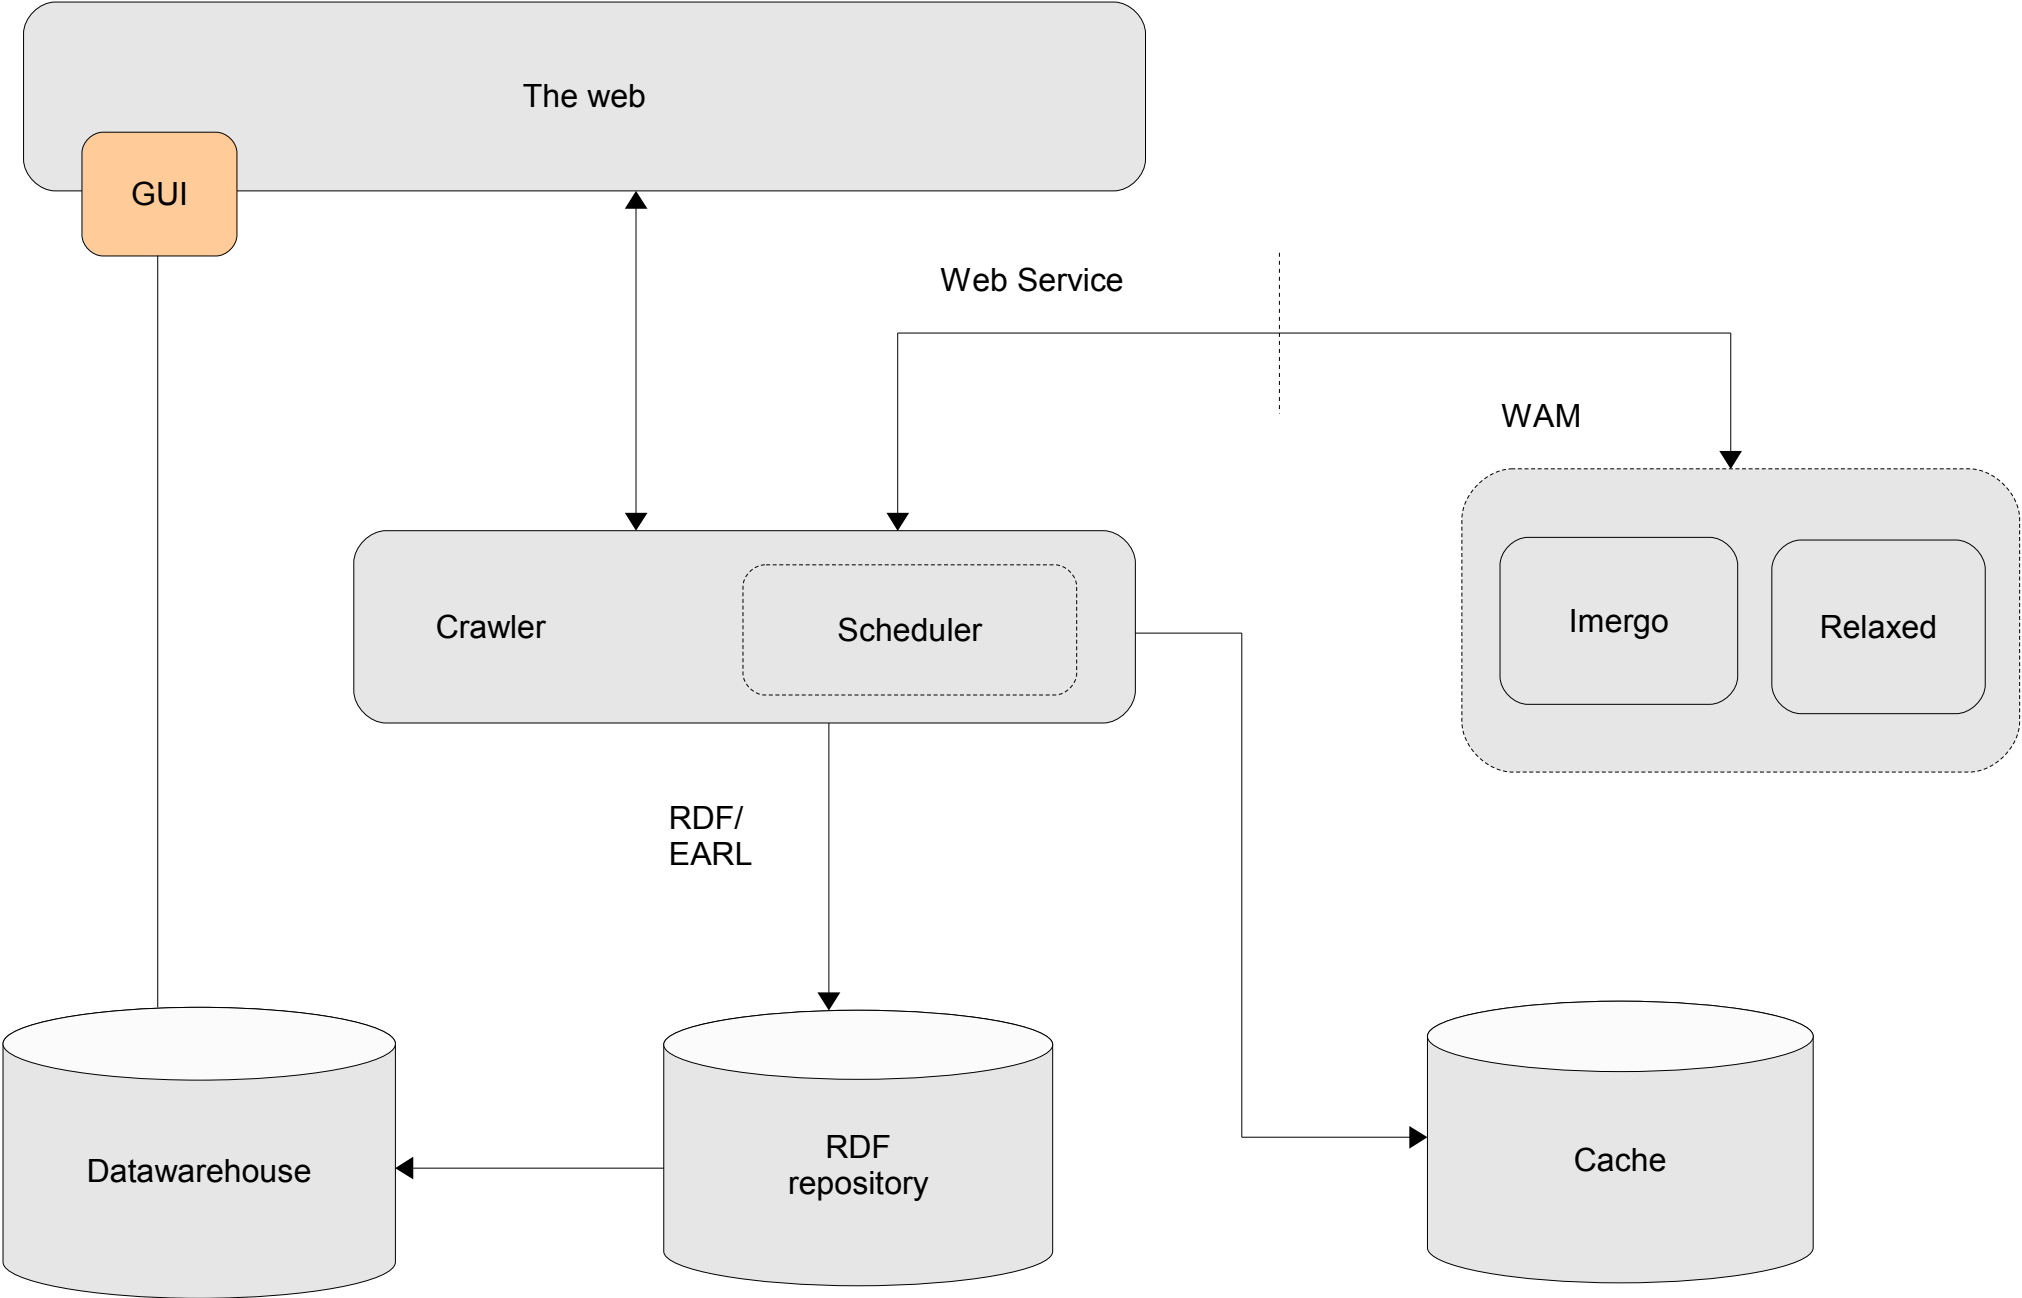 The web
GUI
Web Service
WAM
Crawler
Scheduler
Imergo
Relaxed
RDF/
EARL
Datawarehouse
RDF
repository
Cache